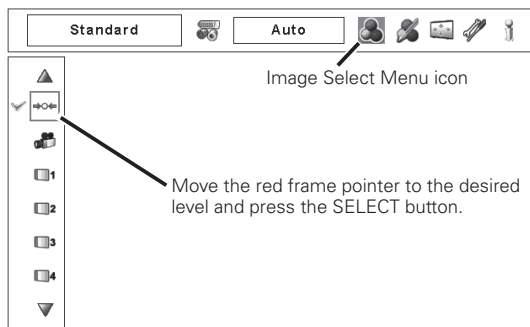 Standard
Auto
Image Select Menu icon
Move the red frame pointer to the desired
level and press the SELECT button.
1
2
3
4